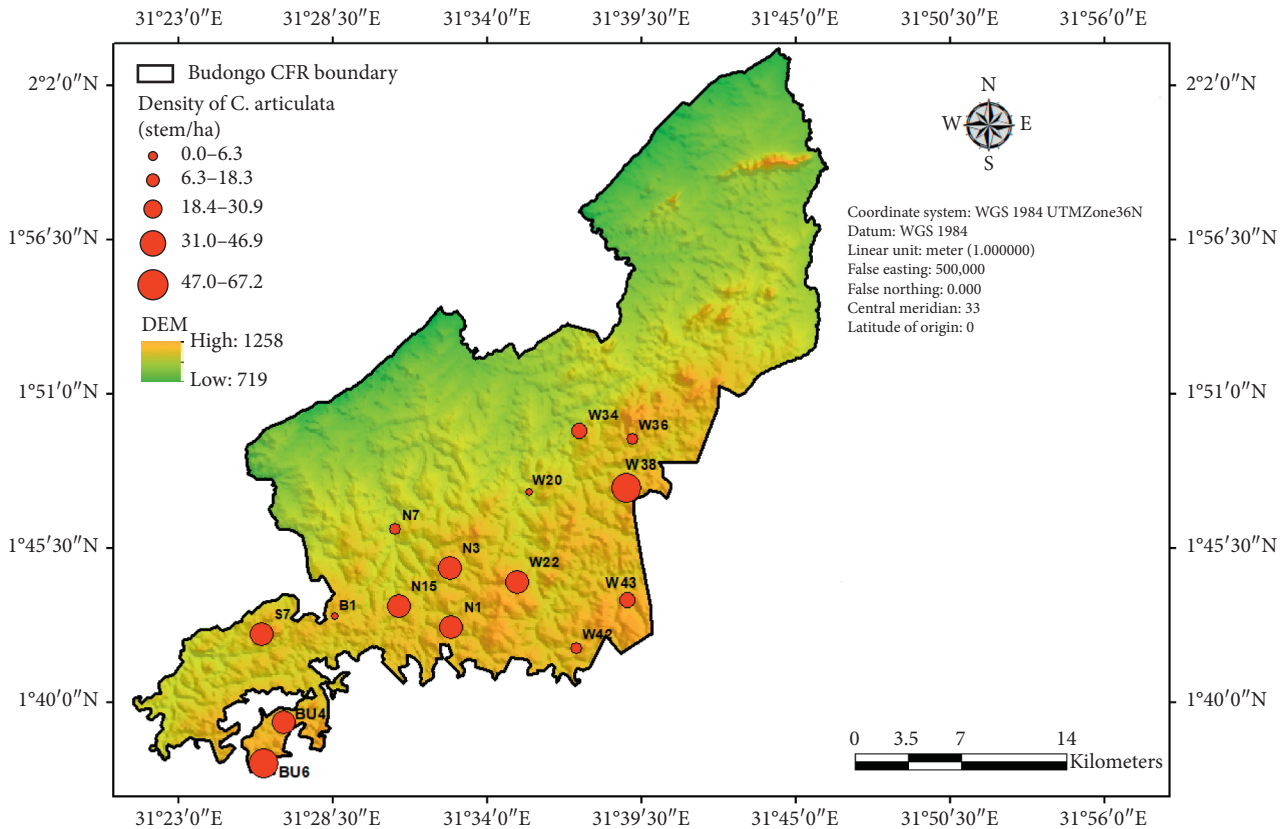 31°23′0″E 31°28′30″E 31°34′0″E 31°39′30″E 31°45′0″E 31°50′30″E 31°56′0″E
2°2′0″N
1°56′30″N
1°51′0″N
1°45′30″N
1°40′0″N
Budongo CFR boundary
Density of C. articulata
(stem/ha)
0.0–6.3
6.3–18.3
18.4–30.9
31.0–46.9
47.0–67.2
DEM
High: 1258
Low: 719
N
W E
S
Coordinate system: WGS 1984 UTMZone36N
Datum: WGS 1984
Linear unit: meter (1.000000)
False easting: 500,000
False northing: 0.000
Central meridian: 33
Latitude of origin: 0
W34
W36
W38
W20
N7
N3
W22
N15
W43
B1
S7
N1
W42
BU4
BU6
2°2′0″N
1°56′30″N
1°51′0″N
1°45′30″N
1°40′0″N
0 3.5 7 14
Kilometers
31°23′0″E 31°28′30″E 31°34′0″E 31°39′30″E 31°45′0″E 31°50′30″E 31°56′0″E